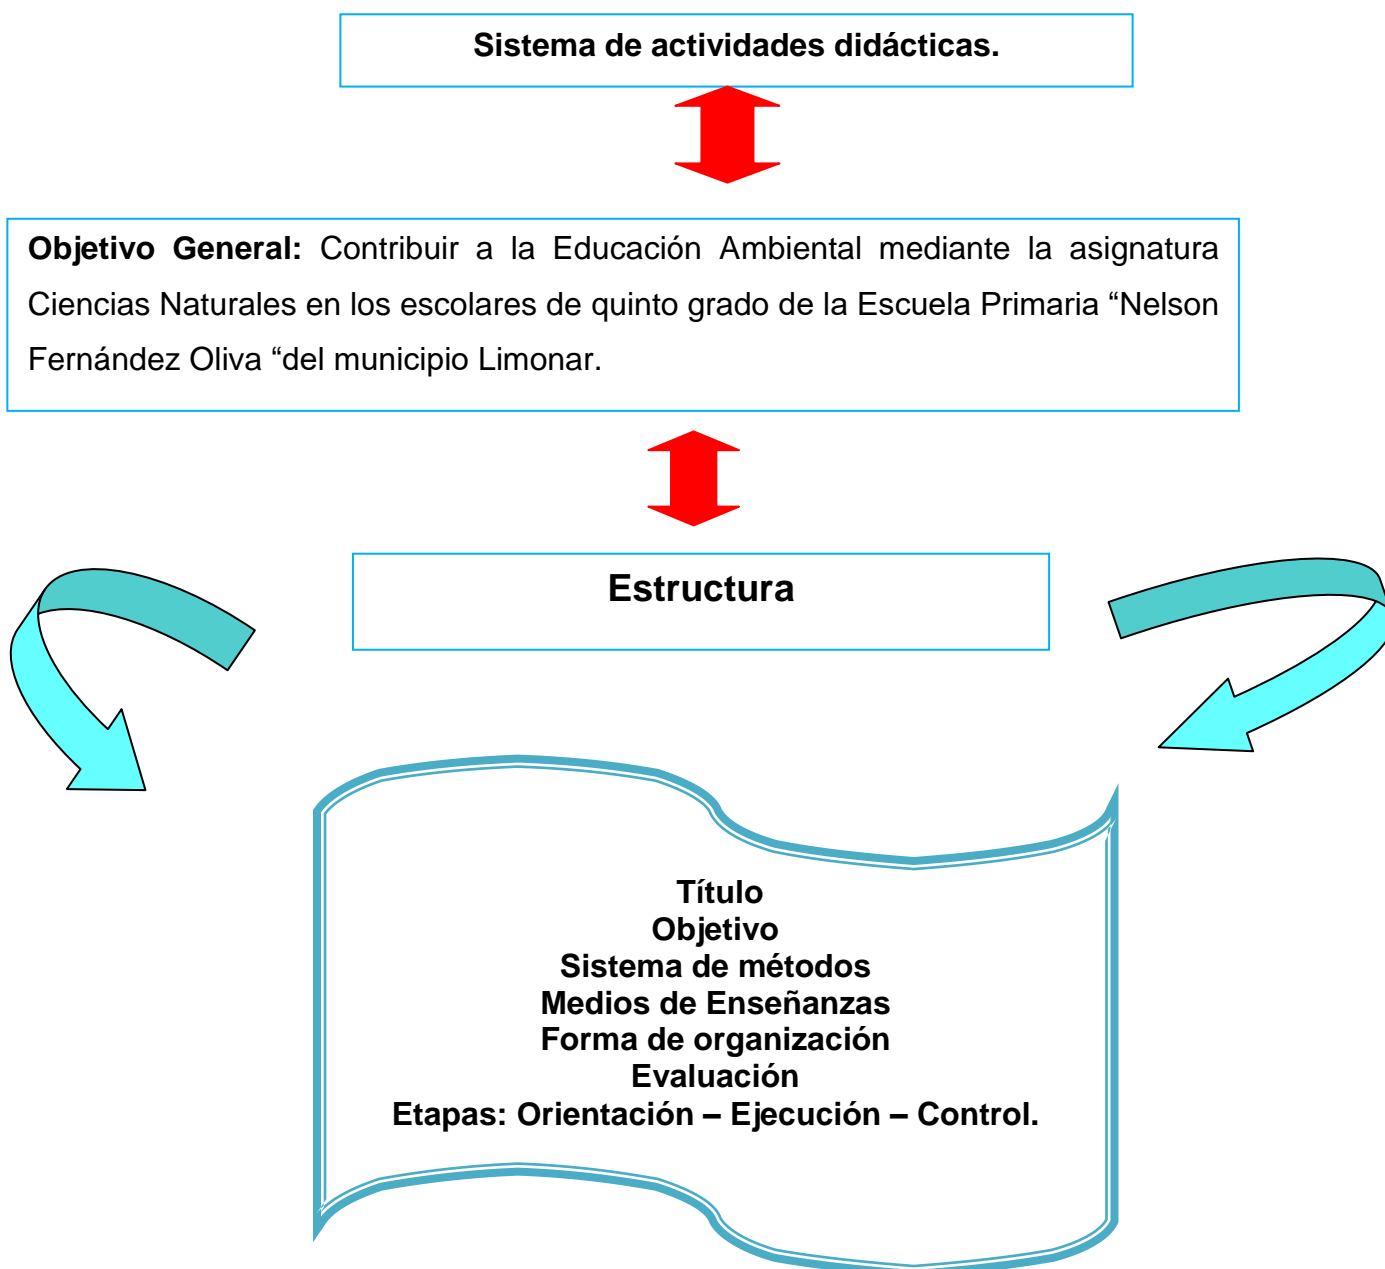 Sistema de actividades didácticas.
Objetivo General: Contribuir a la Educación Ambiental mediante la asignatura
Ciencias Naturales en los escolares de quinto grado de la Escuela Primaria “Nelson
Fernández Oliva “del municipio Limonar.
Estructura
Título
Objetivo
Sistema de métodos
Medios de Enseñanzas
Forma de organización
Evaluación
Etapas: Orientación – Ejecución – Control.